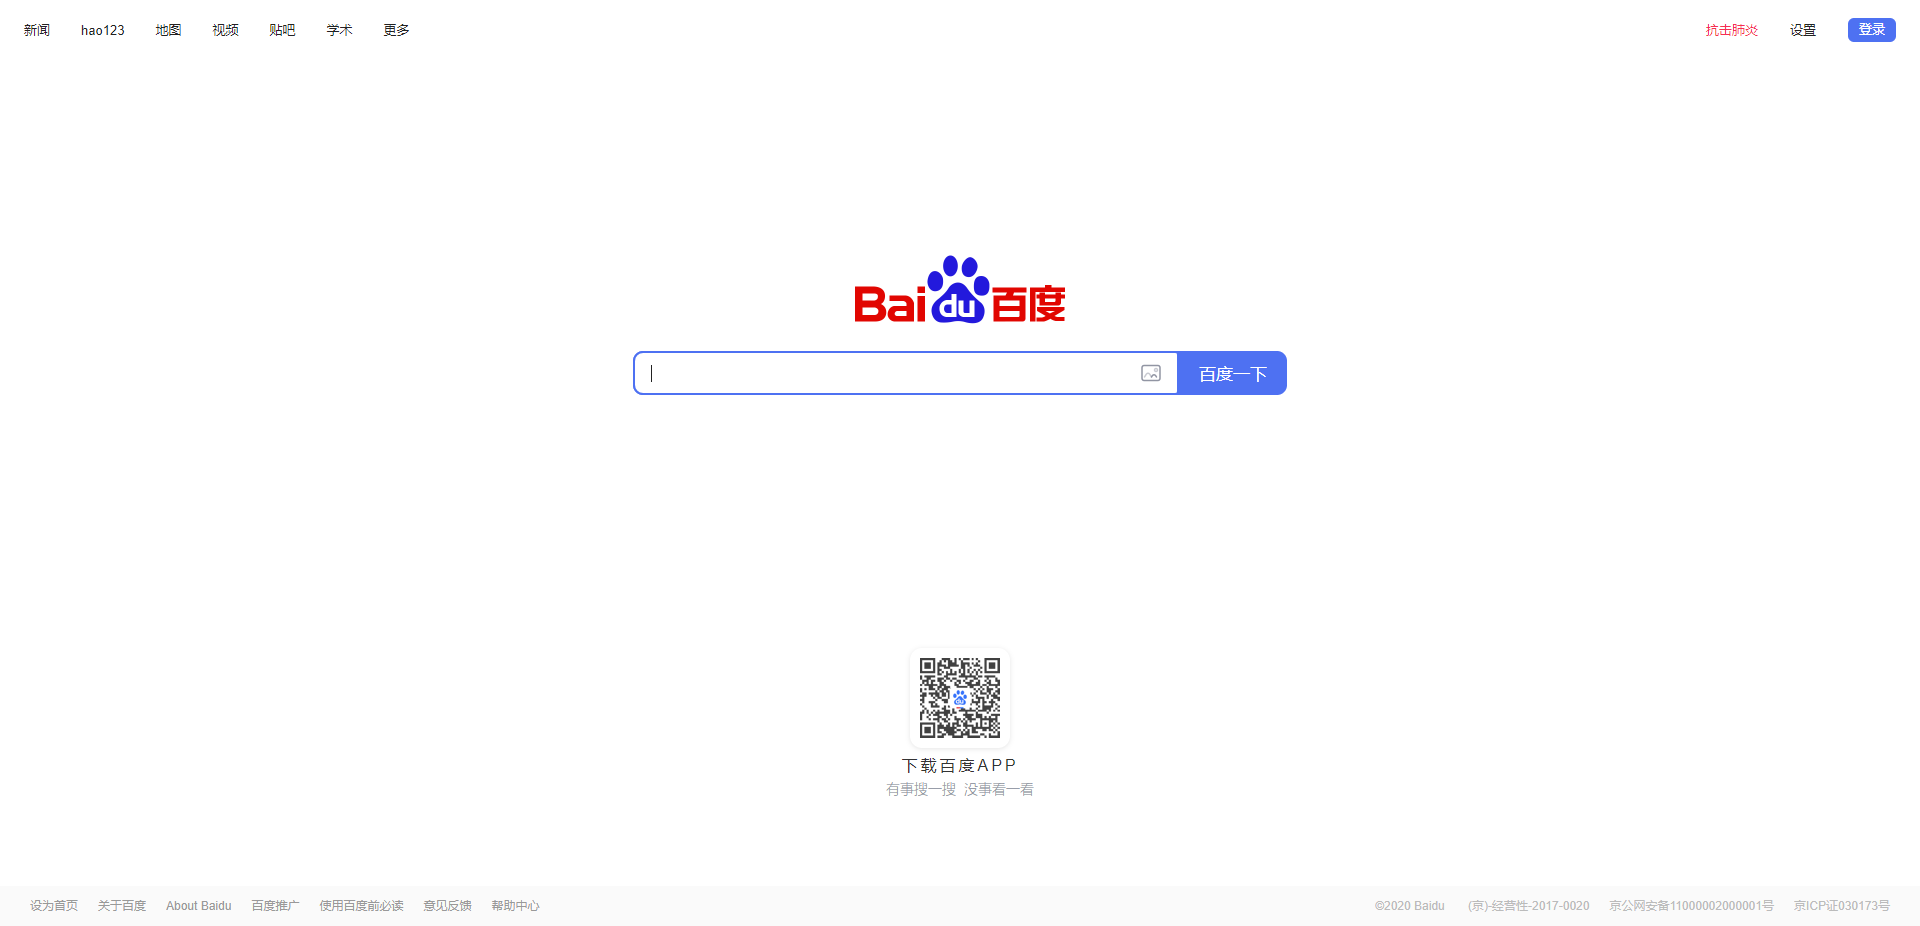 新闻 hao123 地图 视频 贴吧 学术 更多 抗击肺炎 设置 登录
Baidu百度
百度一下
du
下载百度APP
有事搜一搜 没事看一看
设为首页 关于百度 About Baidu 百度推广 使用百度前必读 意见反馈 帮助中心 ©2020 Baidu (京)-经营性-2017-0020 京公网安备11000002000001号 京ICP证030173号